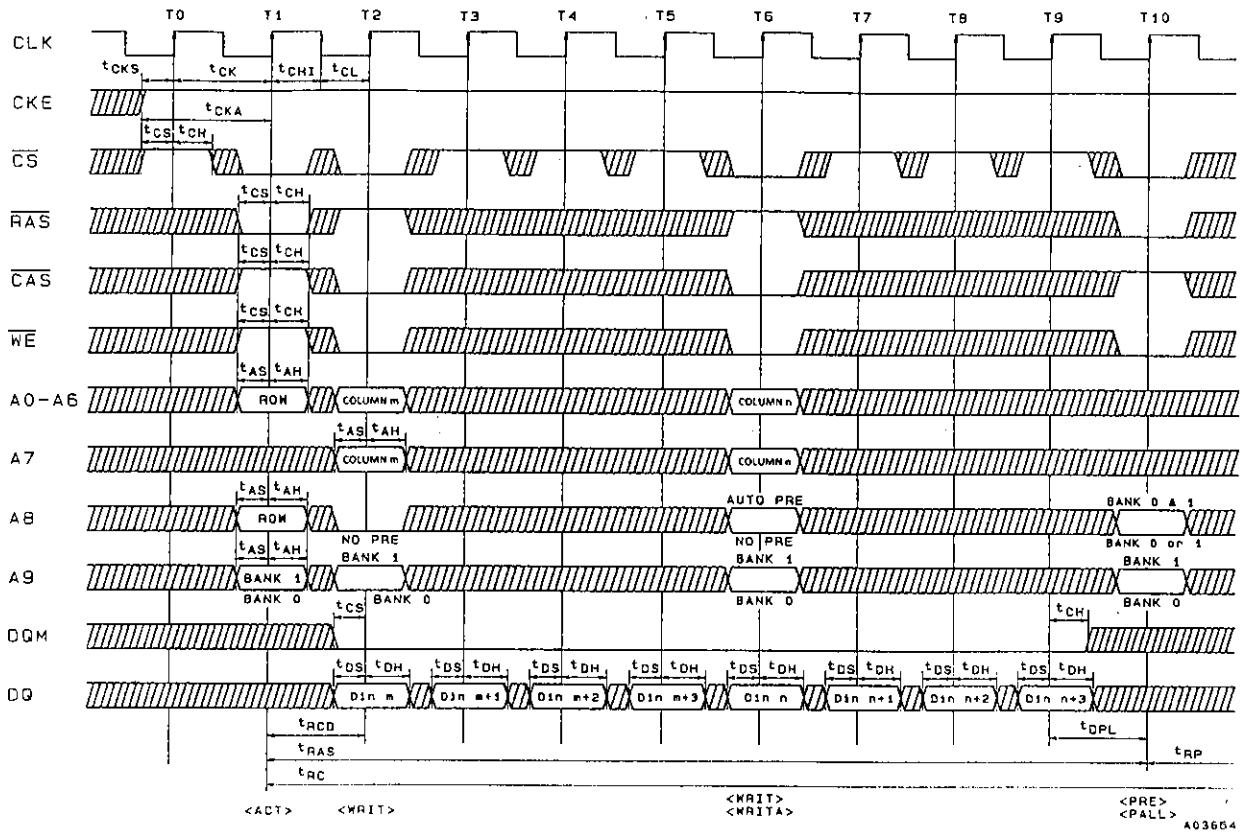 T0 T1 T2 T3 T4 T5 T6 T7 T8 T9 T10
CLK
tCKS tCK tCHI tCL
CKE
tCKA
tCS tCH
CS
tCS tCH
RAS
tCS tCH
CAS
tCS tCH
WE
tAS tAH
A0-A6 ROW COLUMN m COLUMN n
tAS tAH
A7 COLUMN m COLUMN n
tAS tAH AUTO PRE BANK 0 & 1
A8 ROW
NO PRE NO PRE BANK 0 or 1
tAS tAH BANK 1 BANK 1 BANK 1
A9 BANK 1
BANK 0 BANK 0 BANK 0 BANK 0
tCS tCH
DQM
tDS tDH tDS tDH tDS tDH tDS tDH tDS tDH tDS tDH tDS tDH tDS tDH
DQ Din m Din m+1 Din m+2 Din m+3 Din n Din n+1 Din n+2 Din n+3
tRCD tDPL
tRAS tRP
tRC
<ACT> <WRIT> <WRIT> <PRE>
<WRITA> <PALL>
A03654